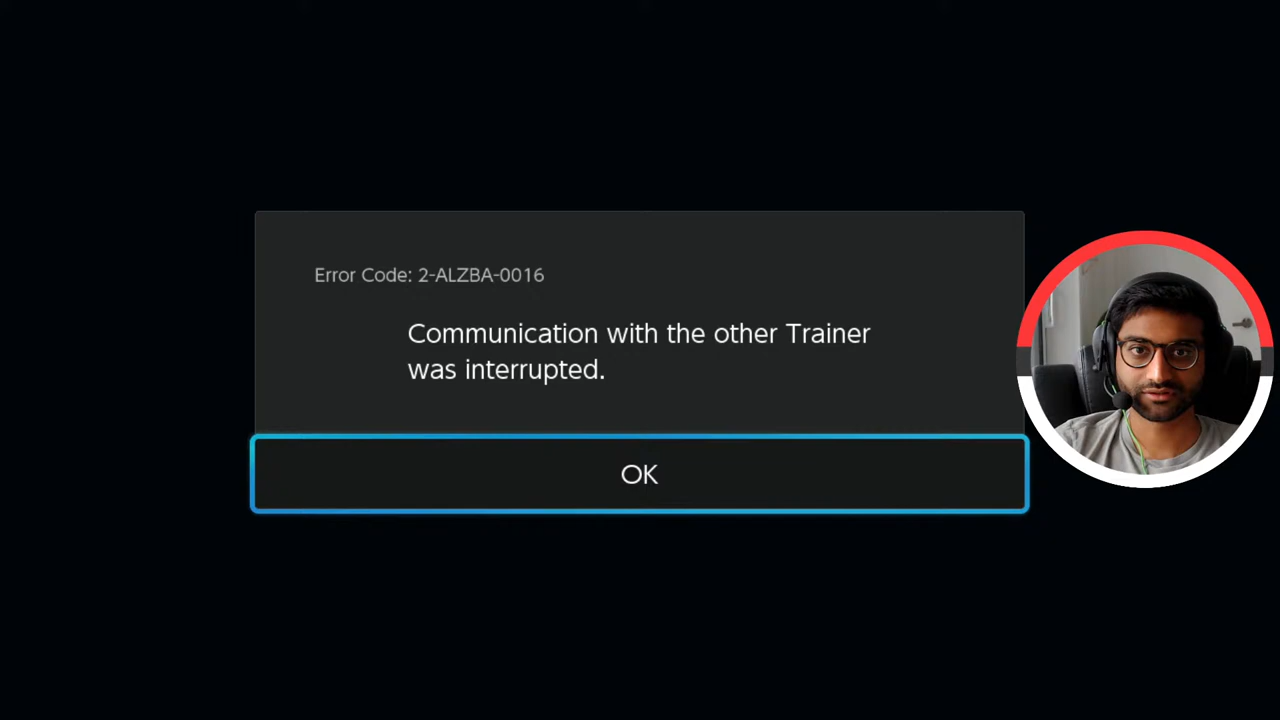 Error Code: 2-ALZBA-0016
Communication with the other Trainer
was interrupted.
OK